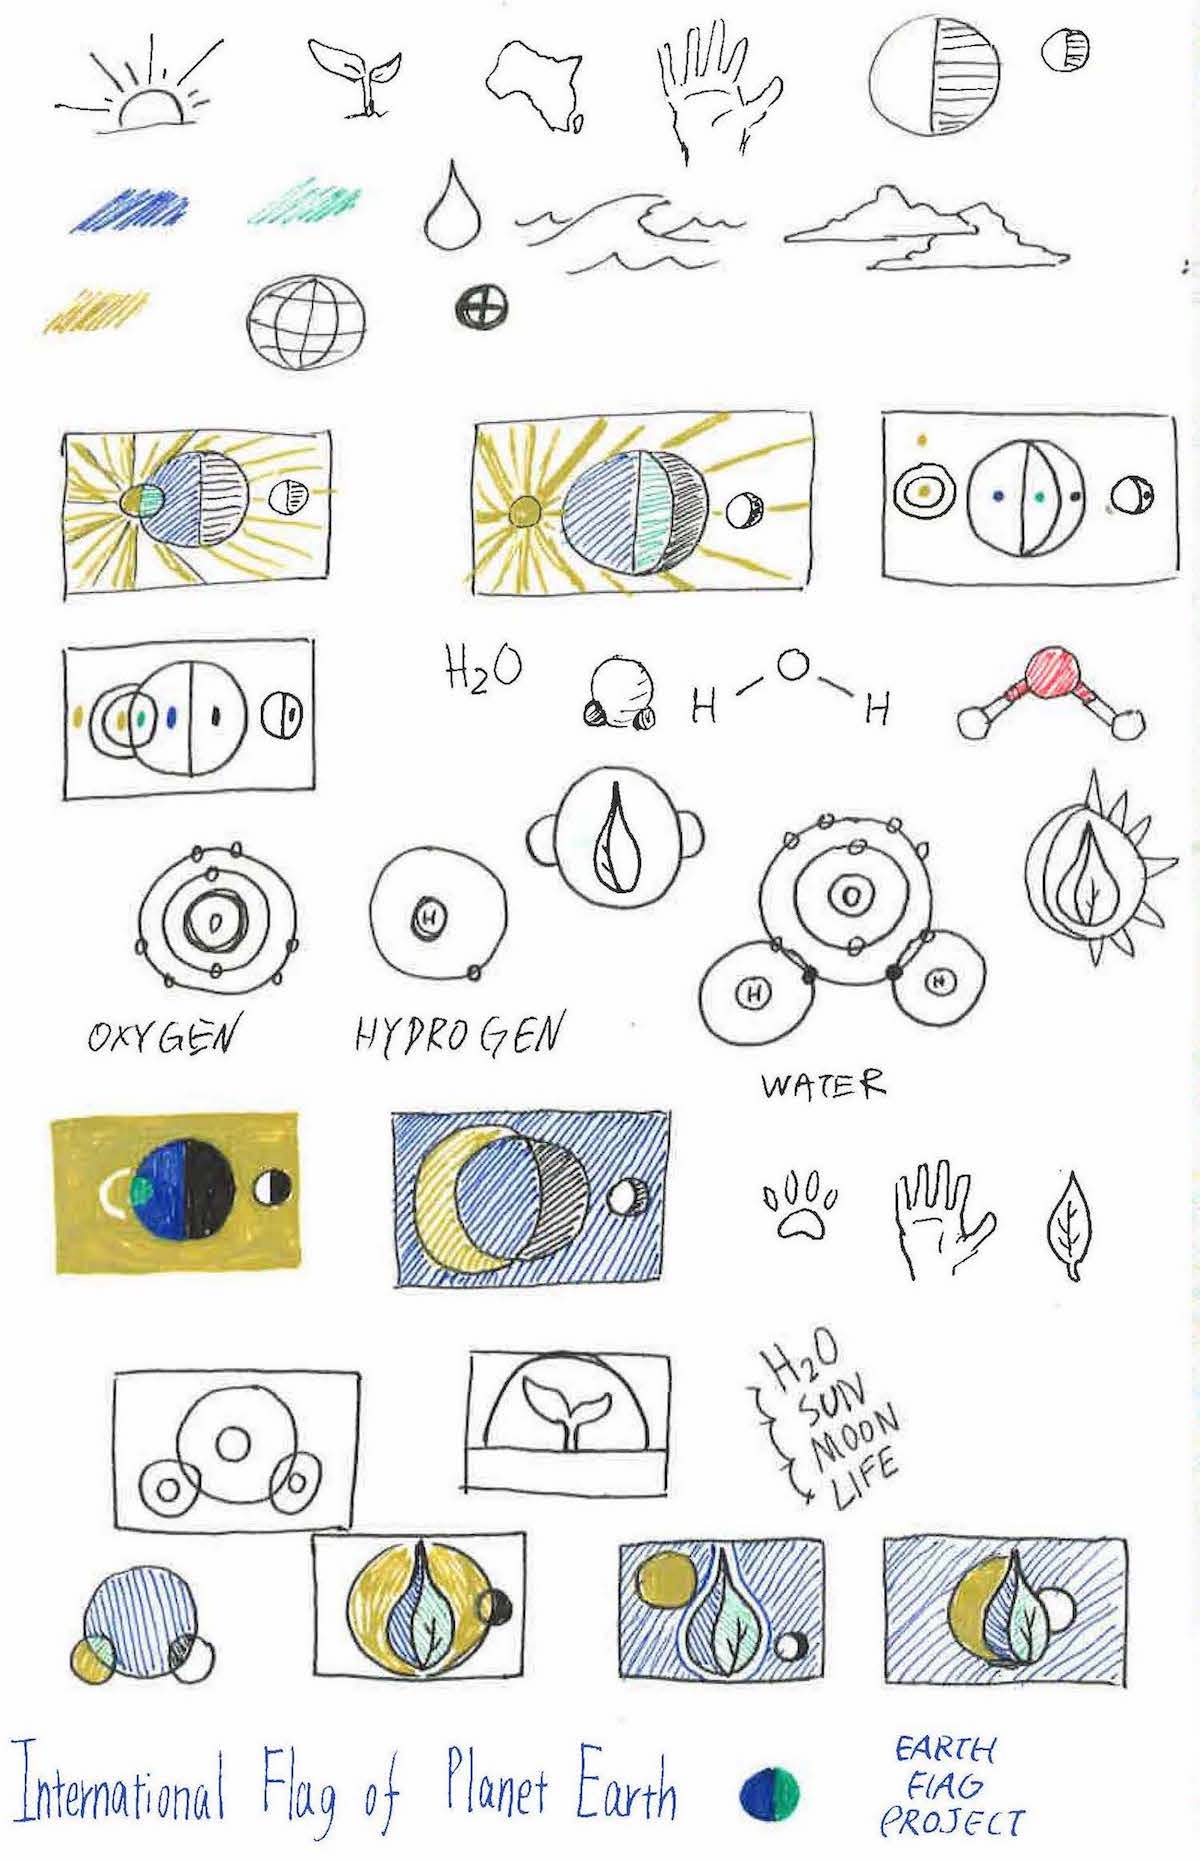 H2O
H O H
O
H
OXYGEN
HYDROGEN
O
H
H
WATER
H2O
SUN
MOON
LIFE
International Flag of Planet Earth
EARTH
FlAG
PROJECT